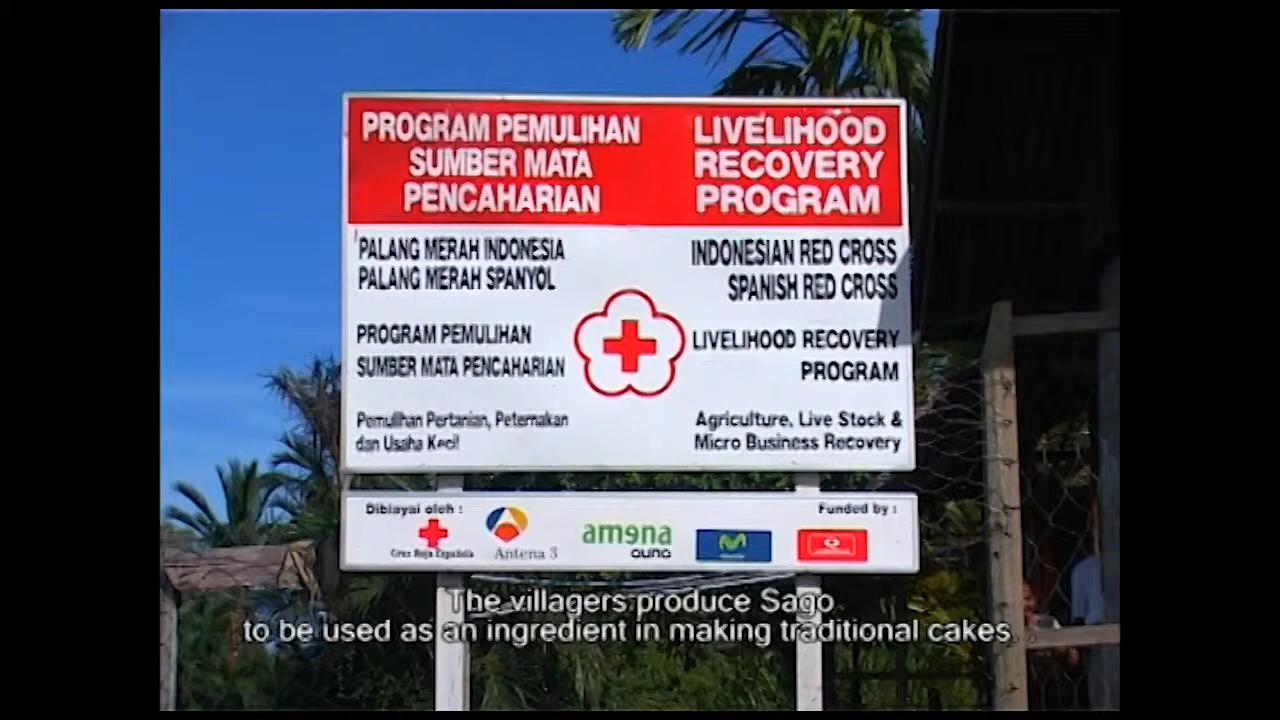 PROGRAM PEMULIHAN
SUMBER MATA
PENCAHARIAN
LIVELIHOOD
RECOVERY
PROGRAM
PALANG MERAH INDONESIA
PALANG MERAH SPANYOL
INDONESIAN RED CROSS
SPANISH RED CROSS
PROGRAM PEMULIHAN
SUMBER MATA PENCAHARIAN
LIVELIHOOD RECOVERY
PROGRAM
Pemulihan Pertanian, Peternakan
dan Usaha Kecil
Agriculture, Live Stock &
Micro Business Recovery
Dibiayai oleh :
Funded by :
Cruz Roja Española
Antena 3
amena
auna
The villagers produce Sago
to be used as an ingredient in making traditional cakes.